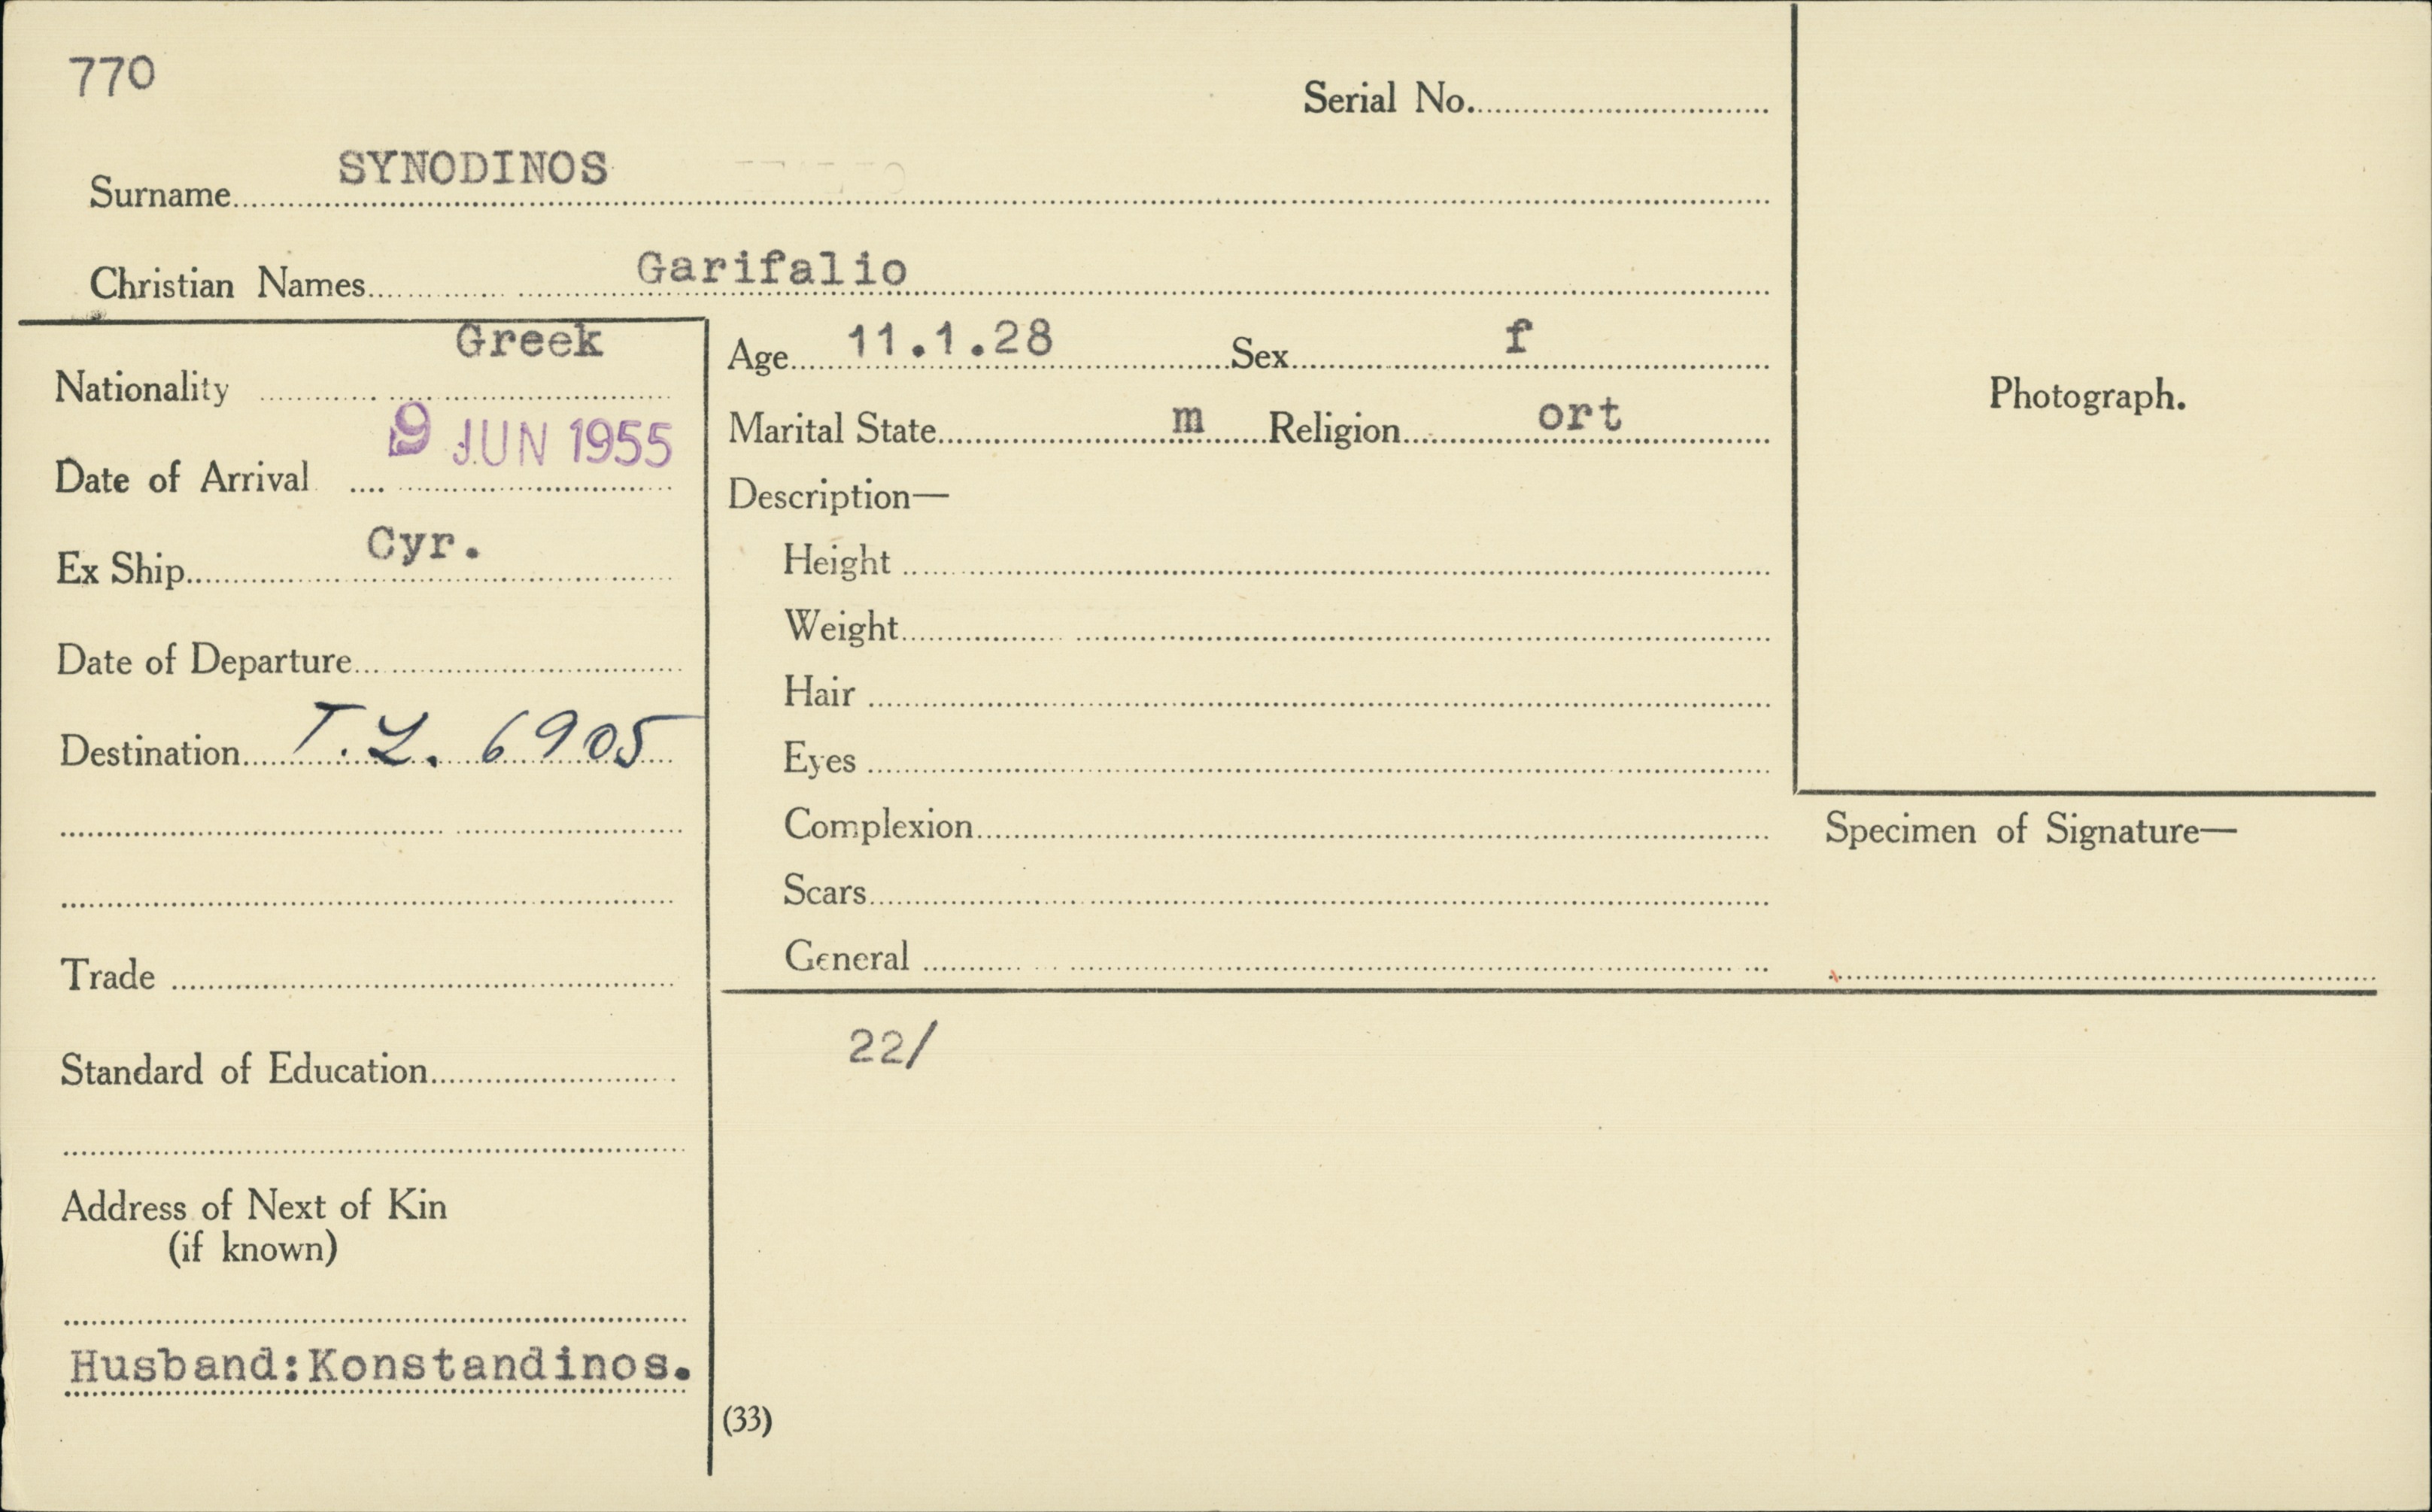 770
Serial No.
Surname SYNODINOS
Christian Names Garifalio
Nationality Greek
Date of Arrival 9 JUN 1955
Ex Ship Cyr.
Date of Departure
Destination T.L. 6905
Trade
Standard of Education
Address of Next of Kin
(if known)
Husband:Konstandinos.
Age 11.1.28 Sex f
Marital State m Religion ort
Description—
Height
Weight
Hair
Eyes
Complexion
Scars
General
22/
(33)
Photograph.
Specimen of Signature—